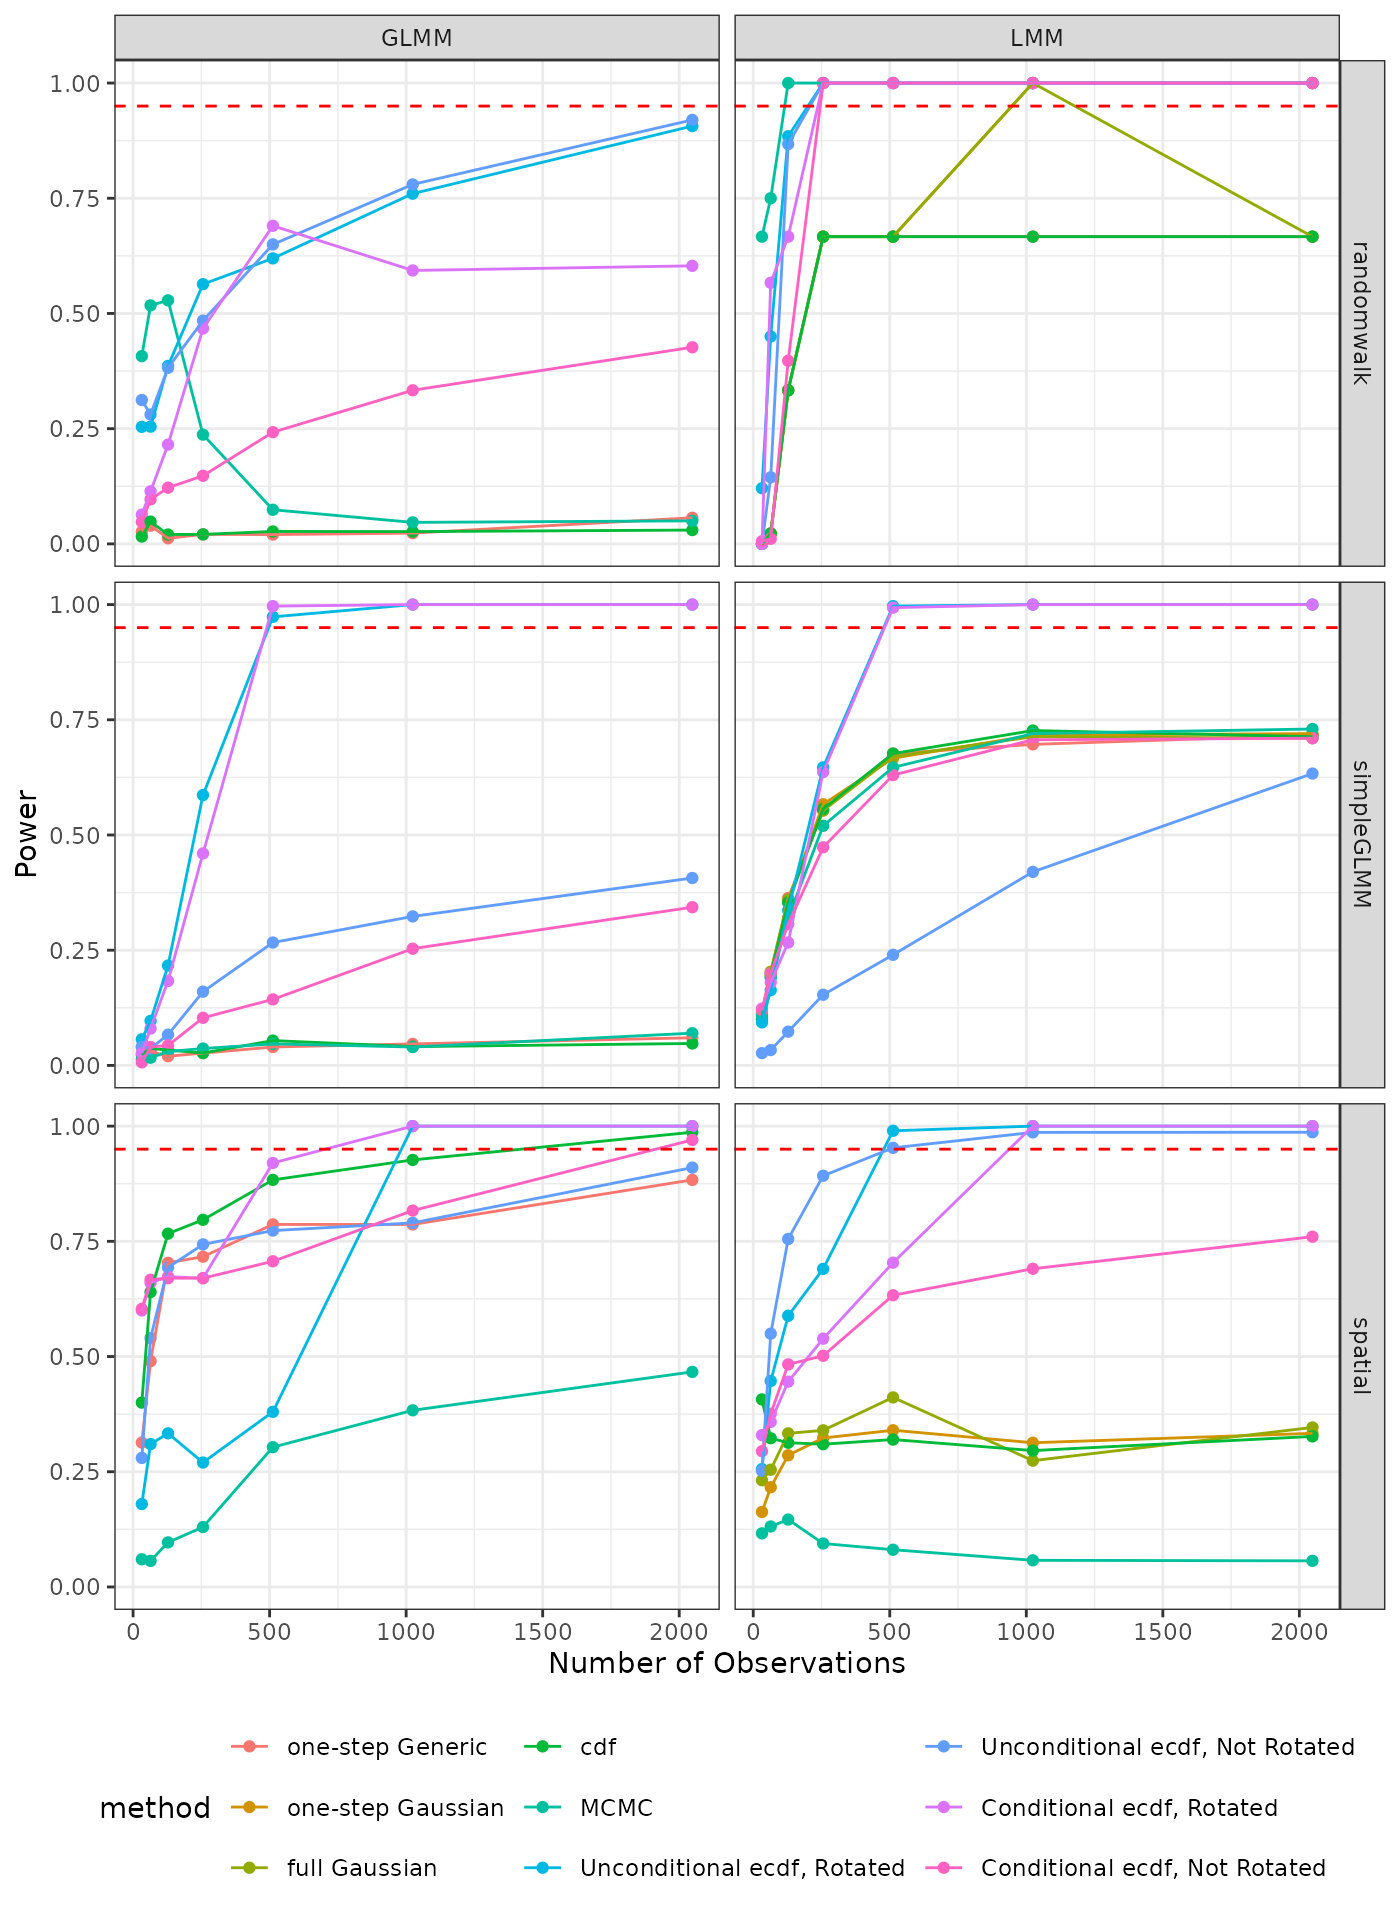 GLMM
LMM
1.00
0.75
0.50
0.25
0.00
randomwalk
1.00
0.75
0.50
0.25
0.00
simpleGLMM
Power
1.00
0.75
0.50
0.25
0.00
spatial
0 500 1000 1500 2000
0 500 1000 1500 2000
Number of Observations
method
one-step Generic
one-step Gaussian
full Gaussian
cdf
MCMC
Unconditional ecdf, Rotated
Unconditional ecdf, Not Rotated
Conditional ecdf, Rotated
Conditional ecdf, Not Rotated